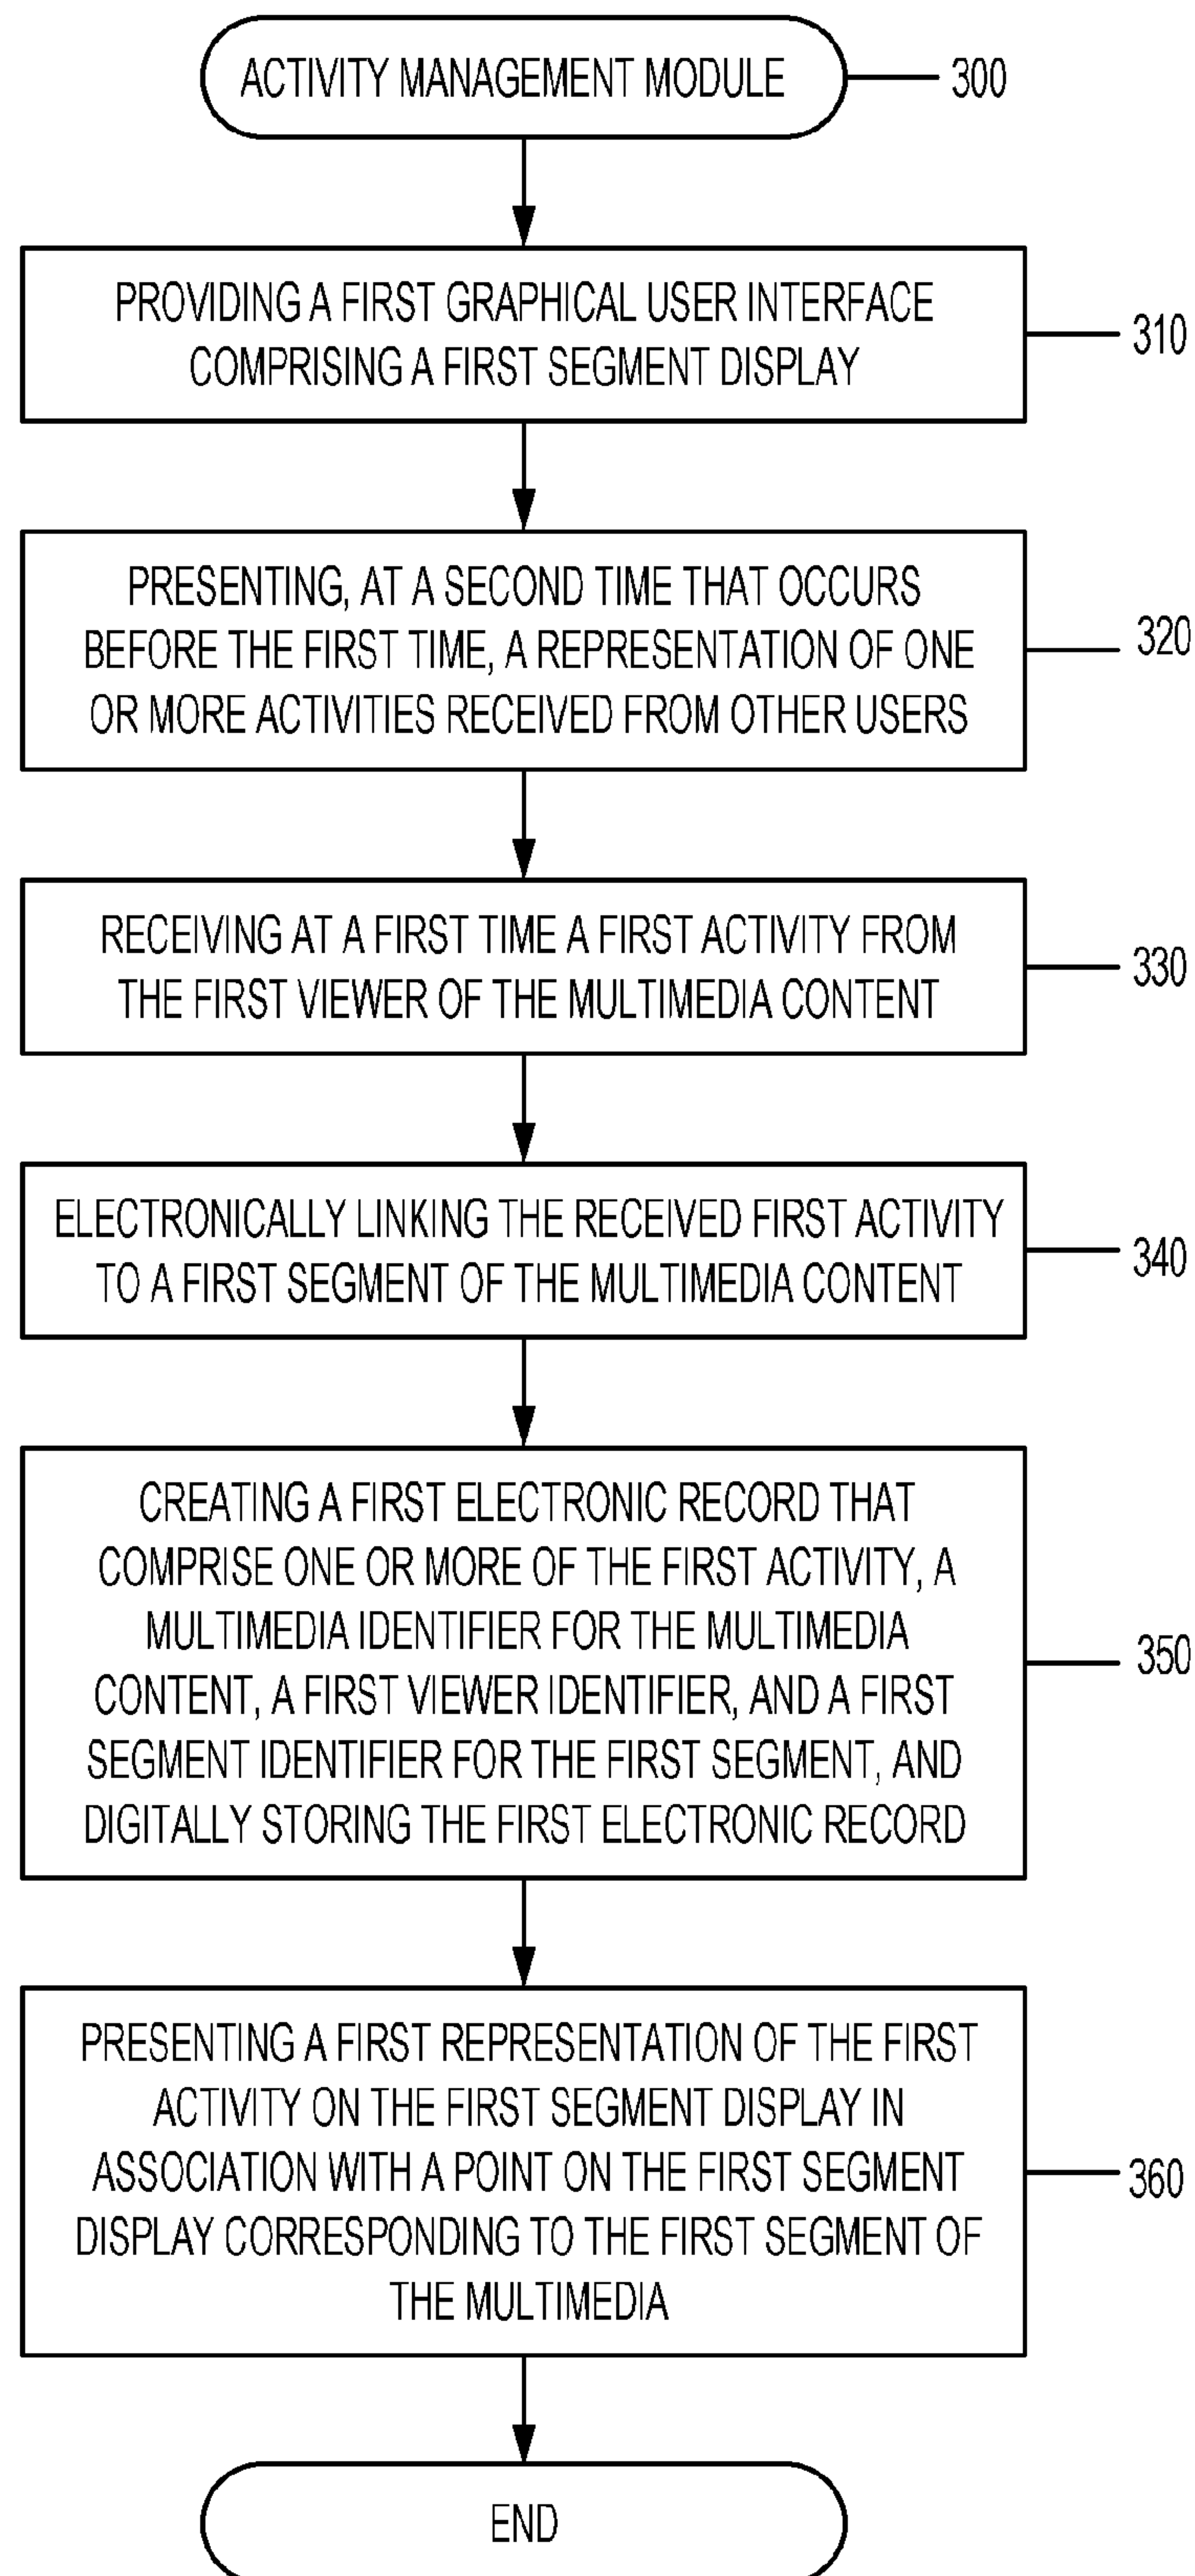 ACTIVITY MANAGEMENT MODULE
300
PROVIDING A FIRST GRAPHICAL USER INTERFACE
COMPRISING A FIRST SEGMENT DISPLAY
310
PRESENTING, AT A SECOND TIME THAT OCCURS
BEFORE THE FIRST TIME, A REPRESENTATION OF ONE
OR MORE ACTIVITIES RECEIVED FROM OTHER USERS
320
RECEIVING AT A FIRST TIME A FIRST ACTIVITY FROM
THE FIRST VIEWER OF THE MULTIMEDIA CONTENT
330
ELECTRONICALLY LINKING THE RECEIVED FIRST ACTIVITY
TO A FIRST SEGMENT OF THE MULTIMEDIA CONTENT
340
CREATING A FIRST ELECTRONIC RECORD THAT
COMPRISE ONE OR MORE OF THE FIRST ACTIVITY, A
MULTIMEDIA IDENTIFIER FOR THE MULTIMEDIA
CONTENT, A FIRST VIEWER IDENTIFIER, AND A FIRST
SEGMENT IDENTIFIER FOR THE FIRST SEGMENT, AND
DIGITALLY STORING THE FIRST ELECTRONIC RECORD
350
PRESENTING A FIRST REPRESENTATION OF THE FIRST
ACTIVITY ON THE FIRST SEGMENT DISPLAY IN
ASSOCIATION WITH A POINT ON THE FIRST SEGMENT
DISPLAY CORRESPONDING TO THE FIRST SEGMENT OF
THE MULTIMEDIA
360
END